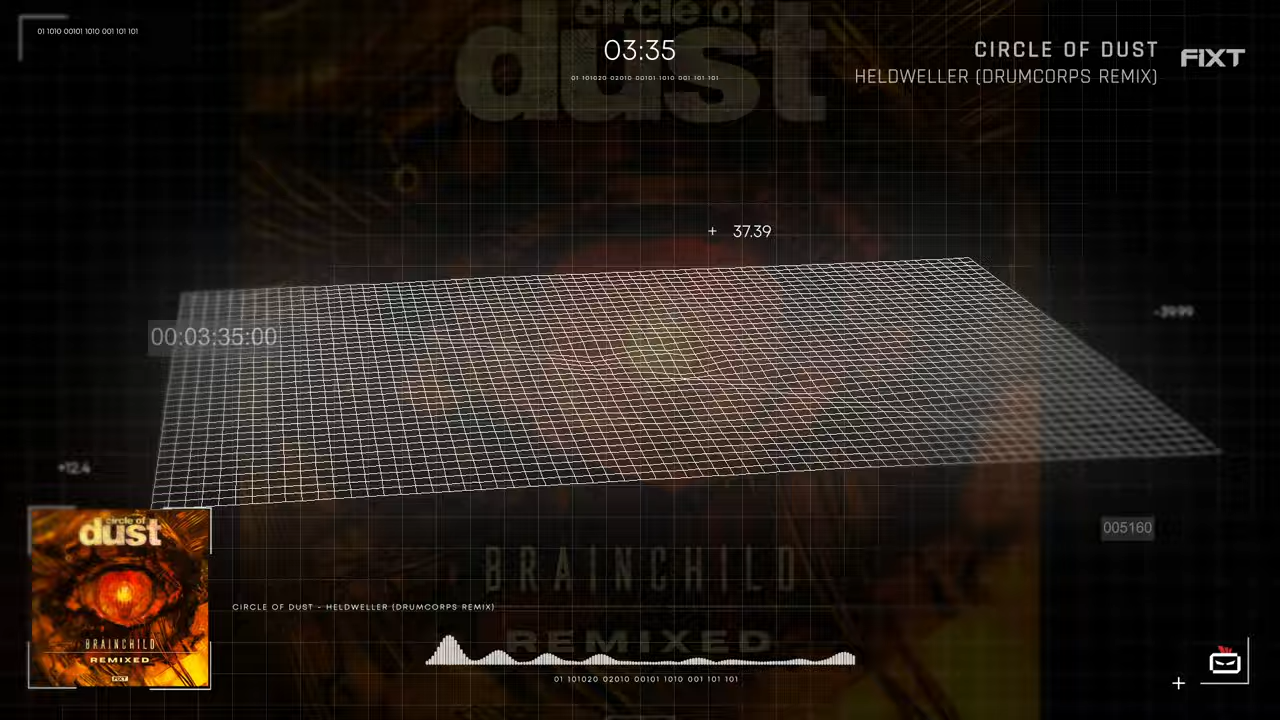 01 1010 00101 1010 001 101 101
circle of
dust
03:35
01 101020 02010 00101 1010 001 101 101
CIRCLE OF DUST
HELDWELLER (DRUMCORPS REMIX)
FiXT
+ 37.39
-39.99
00:03:35:00
+12.4
005160
circle of
dust
BRAINCHILD
REMIXED
FiXT
BRAINCHILD
REMIXED
CIRCLE OF DUST - HELDWELLER (DRUMCORPS REMIX)
01 101020 02010 00101 1010 001 101 101
+